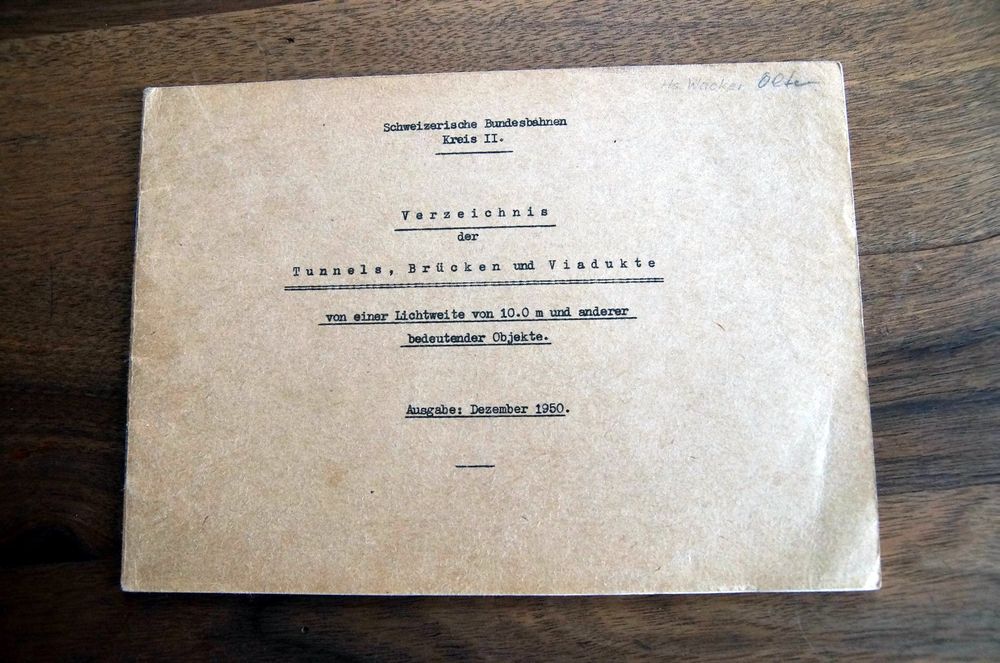 Hs. Wacker Olten
Schweizerische Bundesbahnen
Kreis II.
Verzeichnis
der
Tunnels, Brücken und Viadukte
von einer Lichtweite von 10.0 m und anderer
bedeutender Objekte.
Ausgabe: Dezember 1950.